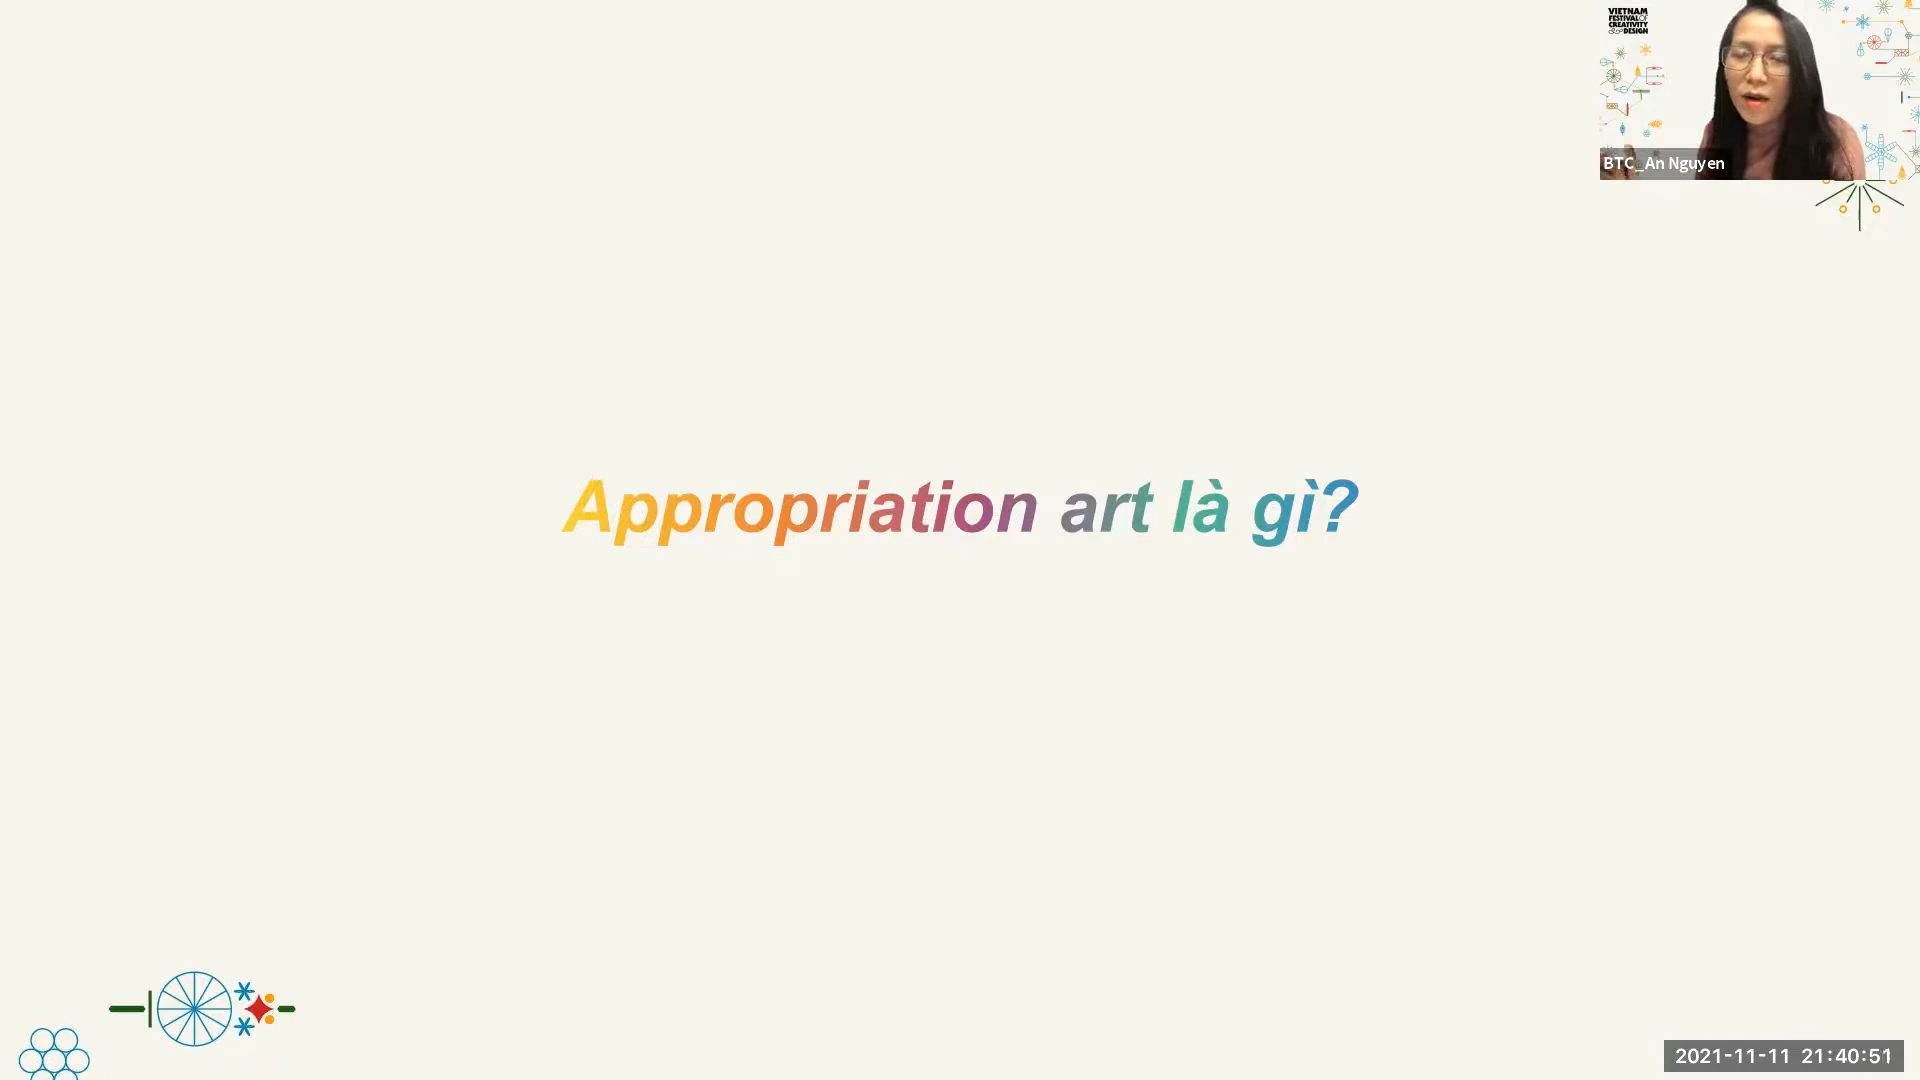 VIETNAM
FESTIVAL OF
CREATIVITY
& DESIGN
BTC_An Nguyen
Appropriation art là gì?
2021-11-11 21:40:51